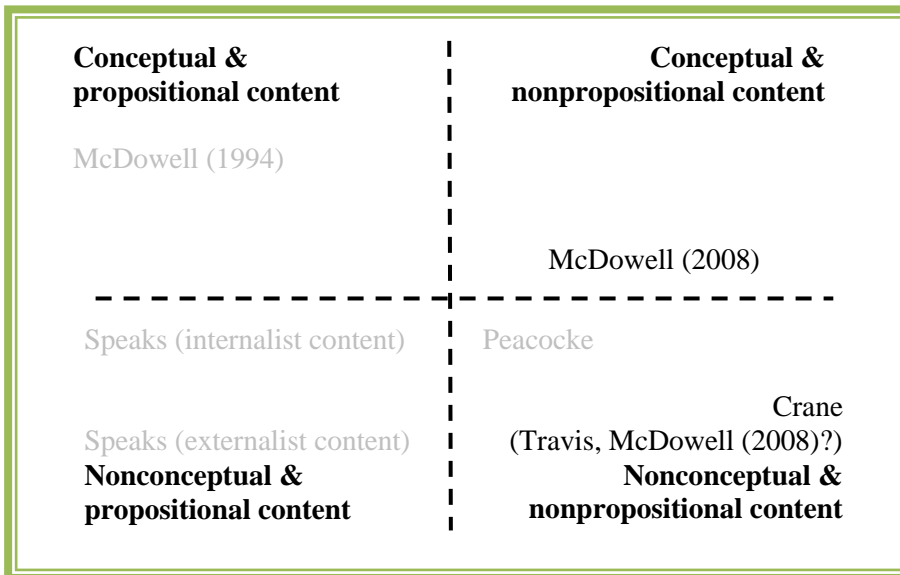 Conceptual &
propositional content
Conceptual &
nonpropositional content
McDowell (1994)
McDowell (2008)
Speaks (internalist content)
Peacocke
Crane
Speaks (externalist content)
(Travis, McDowell (2008)?)
Nonconceptual &
propositional content
Nonconceptual &
nonpropositional content